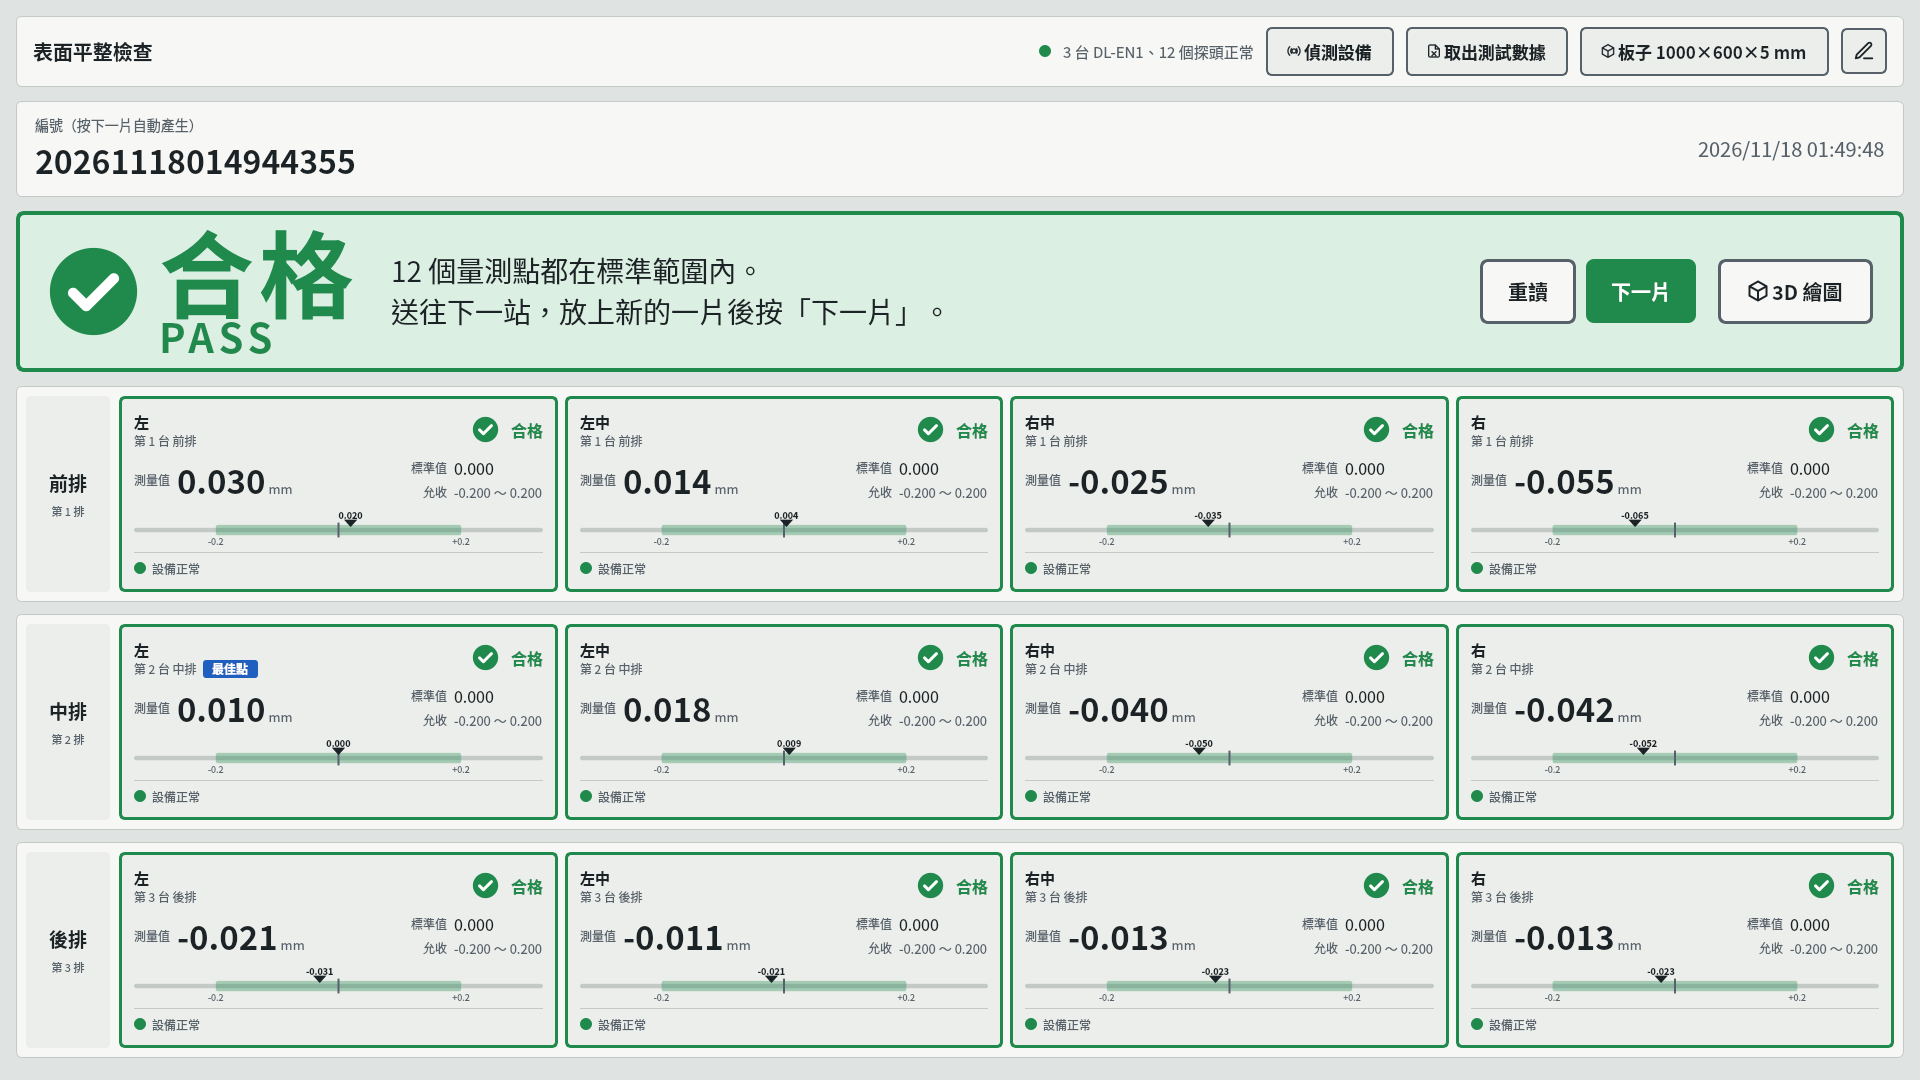 表面平整檢查
3 台 DL-EN1、12 個探頭正常
偵測設備
取出測試數據
板子 1000×600×5 mm
編號（按下一片自動產生）
20261118014944355
2026/11/18 01:49:48
合格
PASS
12 個量測點都在標準範圍內。
送往下一站，放上新的一片後按「下一片」。
重讀
下一片
3D 繪圖
前排
第 1 排
左
第 1 台 前排
合格
測量值 0.030 mm
標準值 0.000
允收 -0.200 ～ 0.200
0.020
-0.2
+0.2
設備正常
左中
第 1 台 前排
合格
測量值 0.014 mm
標準值 0.000
允收 -0.200 ～ 0.200
0.004
-0.2
+0.2
設備正常
右中
第 1 台 前排
合格
測量值 -0.025 mm
標準值 0.000
允收 -0.200 ～ 0.200
-0.035
-0.2
+0.2
設備正常
右
第 1 台 前排
合格
測量值 -0.055 mm
標準值 0.000
允收 -0.200 ～ 0.200
-0.065
-0.2
+0.2
設備正常
中排
第 2 排
左
第 2 台 中排
最佳點
合格
測量值 0.010 mm
標準值 0.000
允收 -0.200 ～ 0.200
0.000
-0.2
+0.2
設備正常
左中
第 2 台 中排
合格
測量值 0.018 mm
標準值 0.000
允收 -0.200 ～ 0.200
0.009
-0.2
+0.2
設備正常
右中
第 2 台 中排
合格
測量值 -0.040 mm
標準值 0.000
允收 -0.200 ～ 0.200
-0.050
-0.2
+0.2
設備正常
右
第 2 台 中排
合格
測量值 -0.042 mm
標準值 0.000
允收 -0.200 ～ 0.200
-0.052
-0.2
+0.2
設備正常
後排
第 3 排
左
第 3 台 後排
合格
測量值 -0.021 mm
標準值 0.000
允收 -0.200 ～ 0.200
-0.031
-0.2
+0.2
設備正常
左中
第 3 台 後排
合格
測量值 -0.011 mm
標準值 0.000
允收 -0.200 ～ 0.200
-0.021
-0.2
+0.2
設備正常
右中
第 3 台 後排
合格
測量值 -0.013 mm
標準值 0.000
允收 -0.200 ～ 0.200
-0.023
-0.2
+0.2
設備正常
右
第 3 台 後排
合格
測量值 -0.013 mm
標準值 0.000
允收 -0.200 ～ 0.200
-0.023
-0.2
+0.2
設備正常